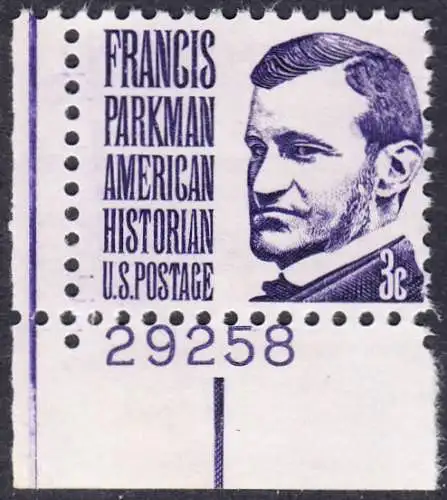 FRANCIS
PARKMAN
AMERICAN
HISTORIAN
U.S.POSTAGE
3c
29258